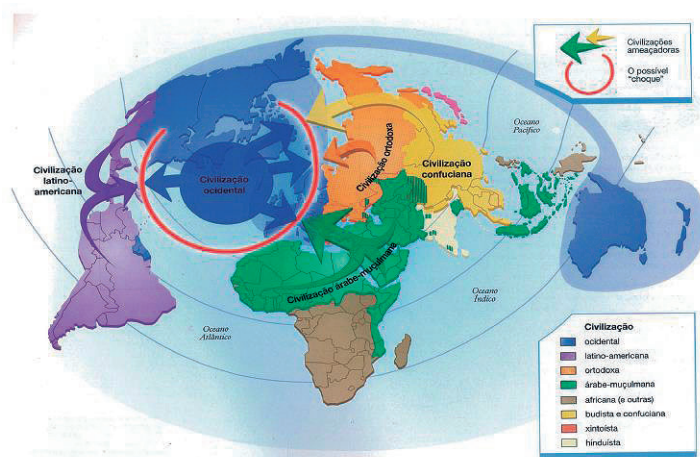 Civilizações
ameaçadoras
O possível
"choque"
Oceano
Pacífico
Civilização
latino-
americana
Civilização
ocidental
Civilização ortodoxa
Civilização
confuciana
Civilização árabe-muçulmana
Oceano
Índico
Oceano
Atlântico
Civilização
ocidental
latino-americana
ortodoxa
árabe-muçulmana
africana (e outras)
budista e confuciana
xintoísta
hinduísta